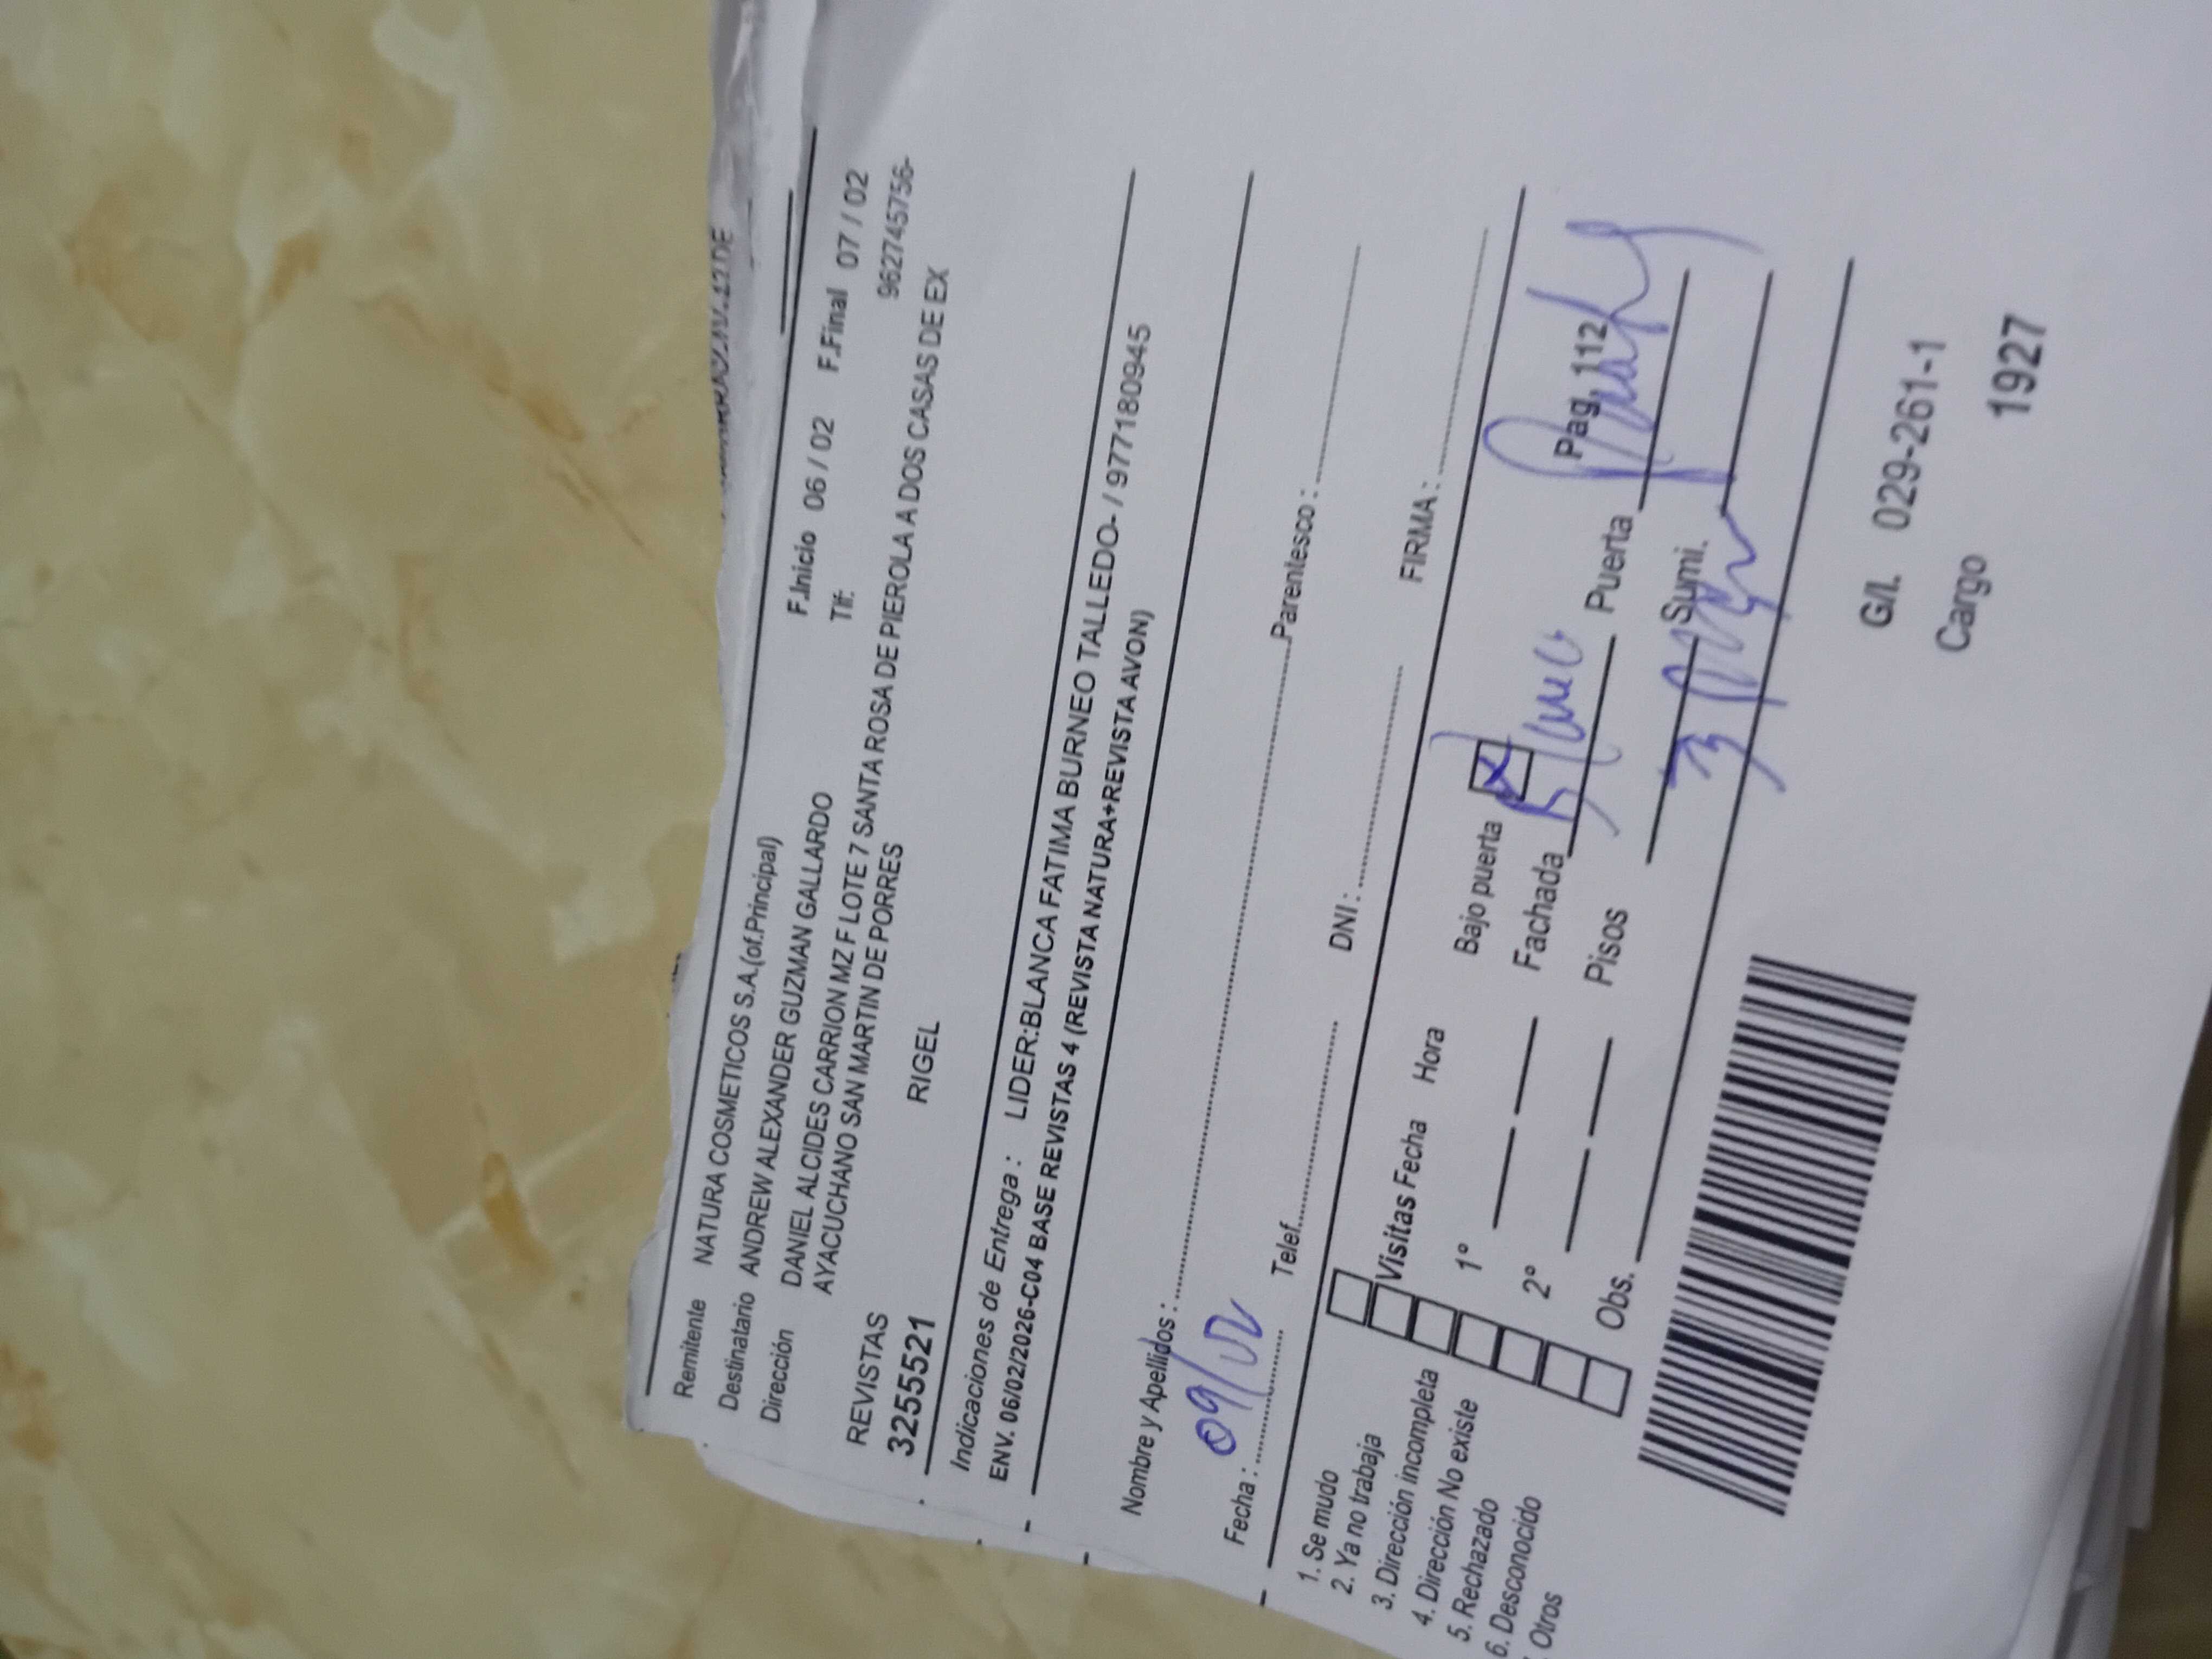 Remitente NATURA COSMETICOS S.A.(of.Principal)
Destinatario ANDREW ALEXANDER GUZMAN GALLARDO F.Inicio 06 / 02 F.Final 07 / 02
Dirección DANIEL ALCIDES CARRION MZ F LOTE 7 SANTA ROSA DE PIEROLA A DOS CASAS DE EX Tlf: 962745756-
AYACUCHANO SAN MARTIN DE PORRES
REVISTAS
3255521 RIGEL
Indicaciones de Entrega : LIDER:BLANCA FATIMA BURNEO TALLEDO- / 977180945
ENV. 06/02/2026-C04 BASE REVISTAS 4 (REVISTA NATURA+REVISTA AVON)
Nombre y Apellidos : Parentesco :
Fecha : 09/02 Telef. DNI : FIRMA :
1. Se mudo
2. Ya no trabaja
3. Dirección incompleta
4. Dirección No existe
5. Rechazado
6. Desconocido
Otros
Visitas Fecha Hora
1°
2°
Obs.
Bajo puerta X
Fachada Puerta Pag, 112
Pisos 3 Sumi.
G/I. 029-261-1
Cargo 1927